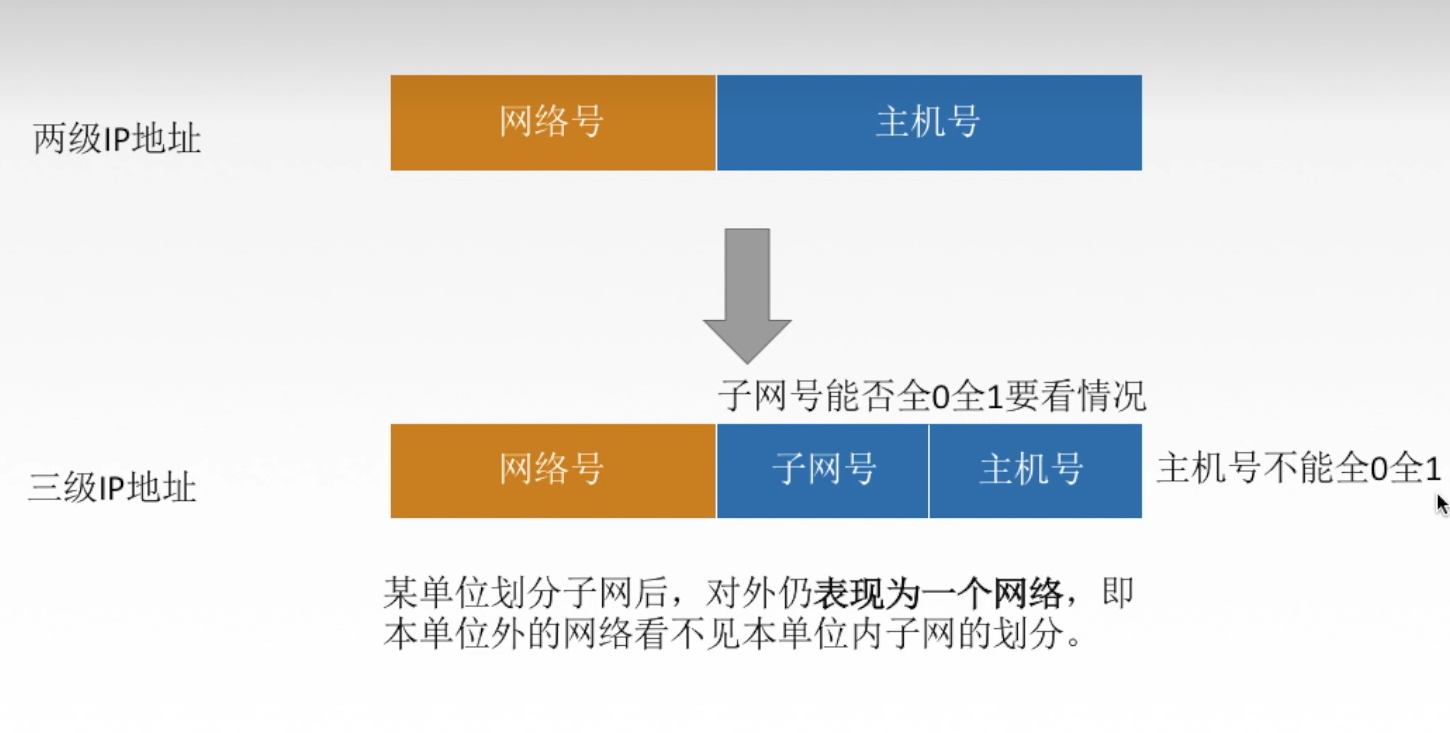 两级IP地址
网络号
主机号
子网号能否全0全1要看情况
三级IP地址
网络号
子网号
主机号
主机号不能全0全1
某单位划分子网后，对外仍表现为一个网络，即
本单位外的网络看不见本单位内子网的划分。